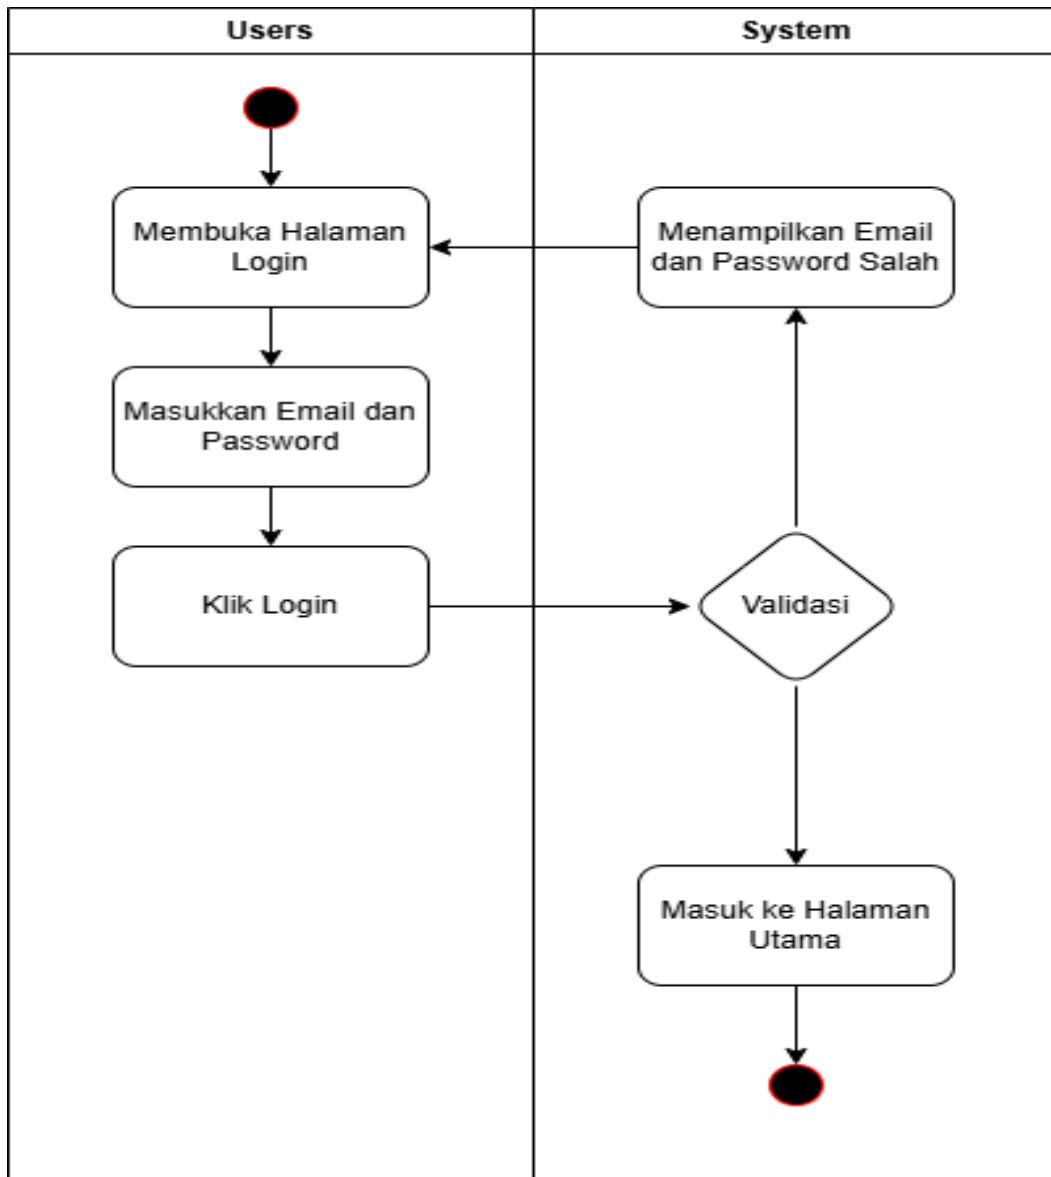 Users
System
Membuka Halaman
Login
Menampilkan Email
dan Password Salah
Masukkan Email dan
Password
Klik Login
Validasi
Masuk ke Halaman
Utama